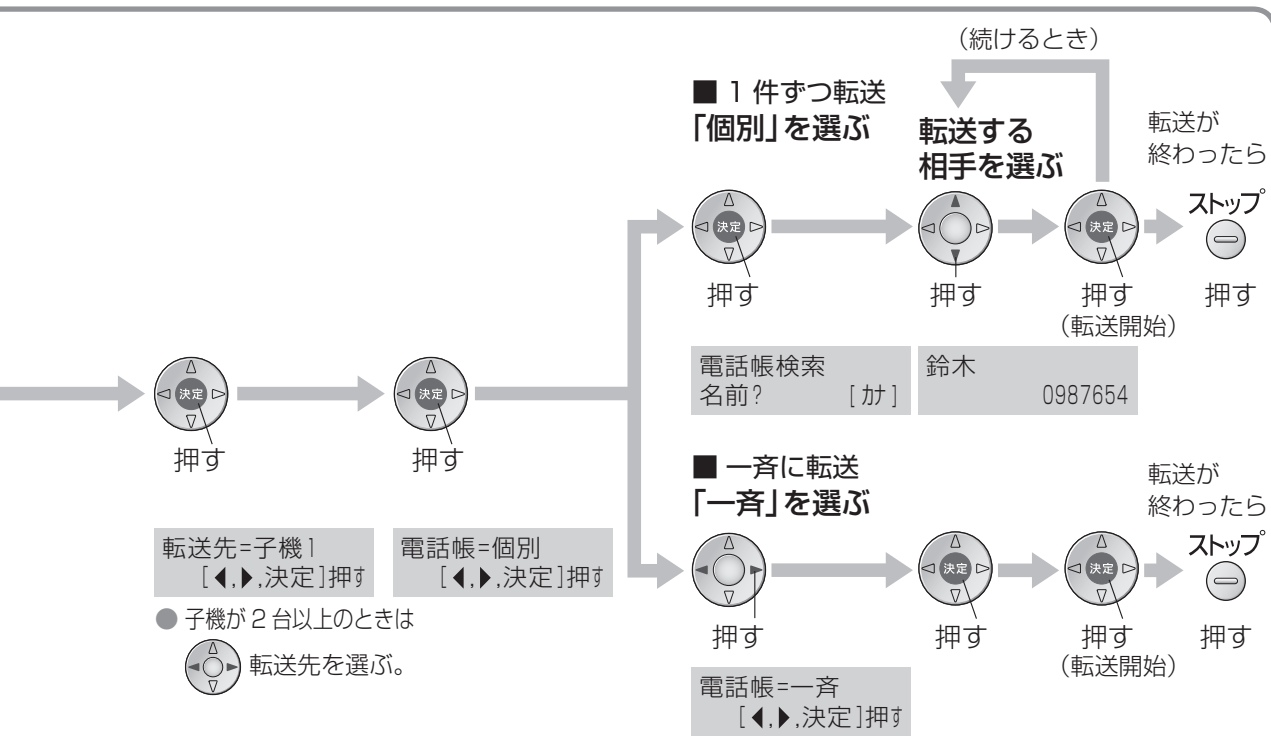 押す
転送先=子機1
[◀,▶,決定]押す
● 子機が2台以上のときは
転送先を選ぶ。
決定
押す
電話帳=個別
[◀,▶,決定]押す
決定
■ 1件ずつ転送
「個別」を選ぶ
決定
押す
電話帳検索
名前? [カナ]
(続けるとき)
転送する
相手を選ぶ
押す
鈴木
0987654
決定
押す
(転送開始)
転送が
終わったら
ストップ
押す
■ 一斉に転送
「一斉」を選ぶ
押す
電話帳=一斉
[◀,▶,決定]押す
決定
押す
決定
押す
(転送開始)
転送が
終わったら
ストップ
押す